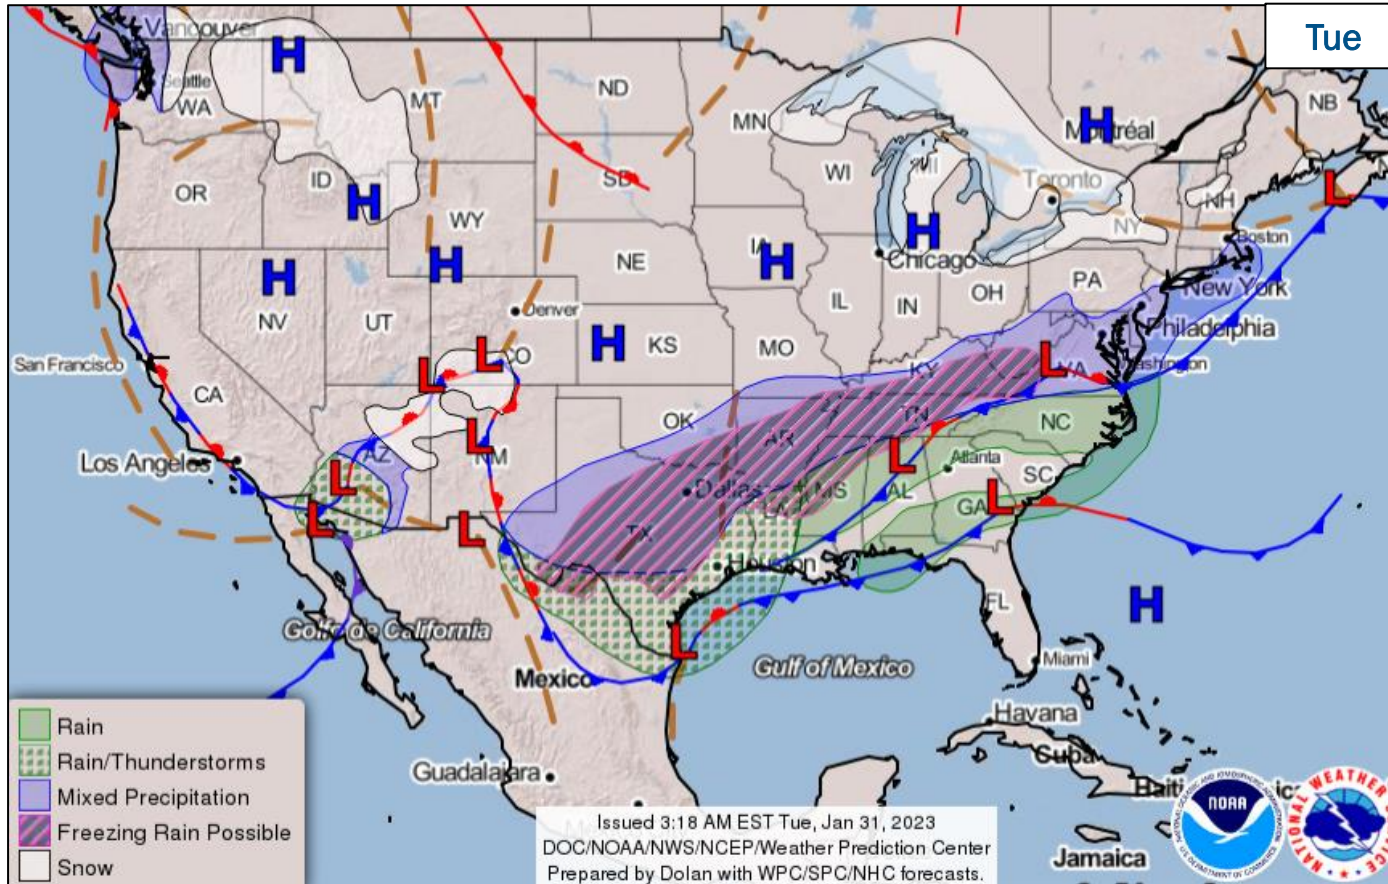 Tue
Vancouver
Seattle
WA
MT
ND
MN
Montréal
NB
OR
ID
WY
SD
WI
MI
Toronto
NY
NH
Boston
H
H
H
H
H
H
H
H
H
NE
IA
Chicago
IL
IN
OH
PA
New York
Philadelphia
Washington
NV
UT
Denver
CO
KS
MO
KY
VA
San Francisco
CA
Los Angeles
AZ
NM
OK
AR
TN
NC
SC
Atlanta
Dallas
MS
AL
GA
TX
LA
Houston
FL
L
L
L
L
L
L
L
L
L
L
L
Golfo de California
Mexico
Gulf of Mexico
Miami
Havana
Cuba
Guadalajara
Jamaica
Rain
Rain/Thunderstorms
Mixed Precipitation
Freezing Rain Possible
Snow
Issued 3:18 AM EST Tue, Jan 31, 2023
DOC/NOAA/NWS/NCEP/Weather Prediction Center
Prepared by Dolan with WPC/SPC/NHC forecasts.
NOAA